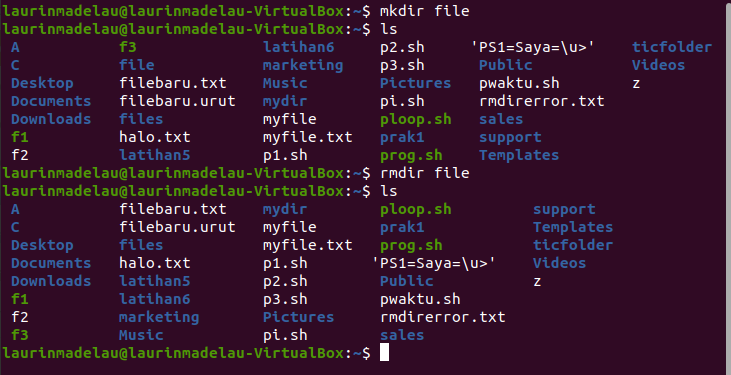 laurinmadelau@laurinmadelau-VirtualBox:~$ mkdir file
laurinmadelau@laurinmadelau-VirtualBox:~$ ls
A f3 latihan6 p2.sh 'PS1=Saya=\u>' ticfolder
C file marketing p3.sh Public Videos
Desktop filebaru.txt Music Pictures pwaktu.sh z
Documents filebaru.urut mydir pi.sh rmdirerror.txt
Downloads files myfile ploop.sh sales
f1 halo.txt myfile.txt prak1 support
f2 latihan5 p1.sh prog.sh Templates
laurinmadelau@laurinmadelau-VirtualBox:~$ rmdir file
laurinmadelau@laurinmadelau-VirtualBox:~$ ls
A filebaru.txt mydir ploop.sh support
C filebaru.urut myfile prak1 Templates
Desktop files myfile.txt prog.sh ticfolder
Documents halo.txt p1.sh 'PS1=Saya=\u>' Videos
Downloads latihan5 p2.sh Public z
f1 latihan6 p3.sh pwaktu.sh
f2 marketing Pictures rmdirerror.txt
f3 Music pi.sh sales
laurinmadelau@laurinmadelau-VirtualBox:~$